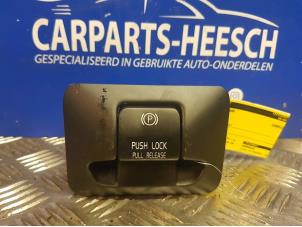 CARPARTS-HEESCH
GESPECIALISEERD IN GEBRUIKTE AUTO-ONDERDELEN
P
PUSH LOCK
PULL RELEASE